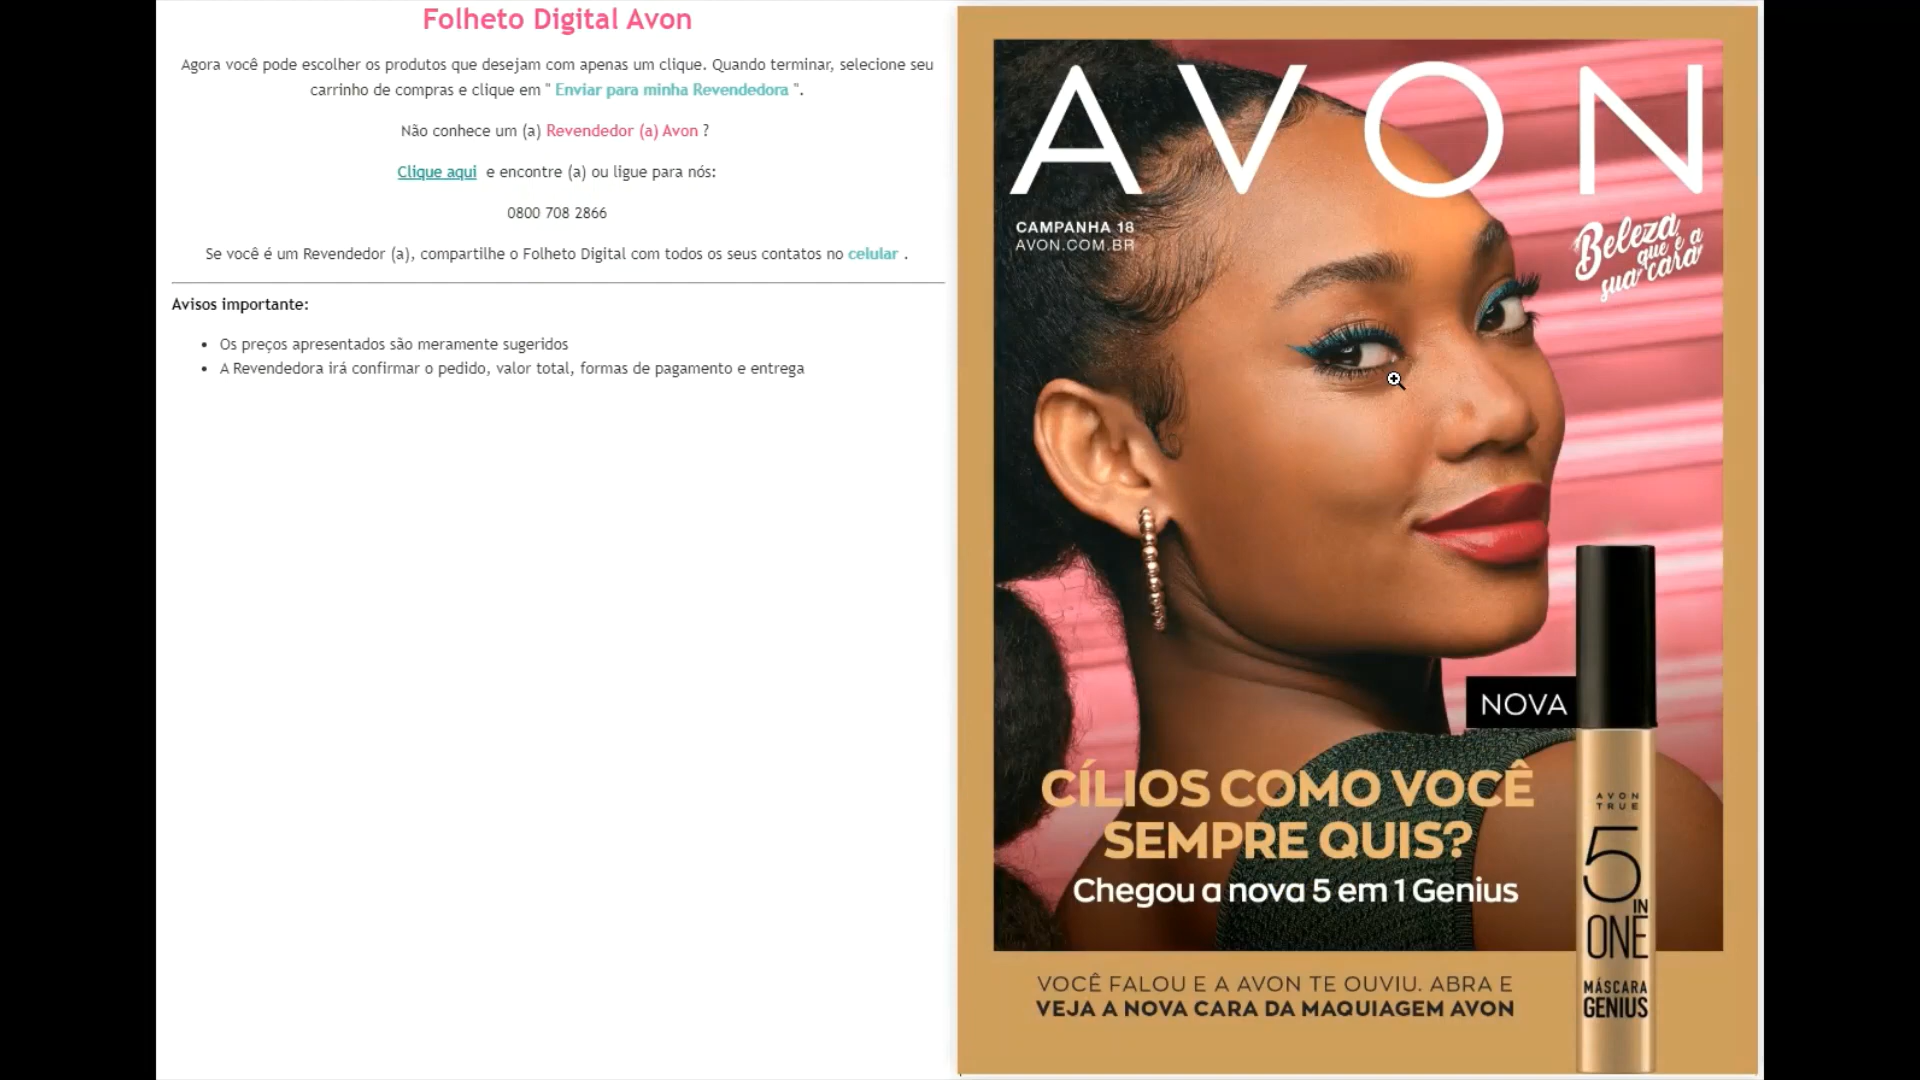 Folheto Digital Avon
Agora você pode escolher os produtos que desejam com apenas um clique. Quando terminar, selecione seu
carrinho de compras e clique em " Enviar para minha Revendedora ".
Não conhece um (a) Revendedor (a) Avon ?
Clique aqui e encontre (a) ou ligue para nós:
0800 708 2866
Se você é um Revendedor (a), compartilhe o Folheto Digital com todos os seus contatos no celular .
Avisos importante:
• Os preços apresentados são meramente sugeridos
• A Revendedora irá confirmar o pedido, valor total, formas de pagamento e entrega
AVON
CAMPANHA 18
AVON.COM.BR
Beleza
que é a
sua cara
NOVA
CÍLIOS COMO VOCÊ
SEMPRE QUIS?
Chegou a nova 5 em 1 Genius
AVON
TRUE
5
IN
ONE
MÁSCARA
GENIUS
VOCÊ FALOU E A AVON TE OUVIU. ABRA E
VEJA A NOVA CARA DA MAQUIAGEM AVON